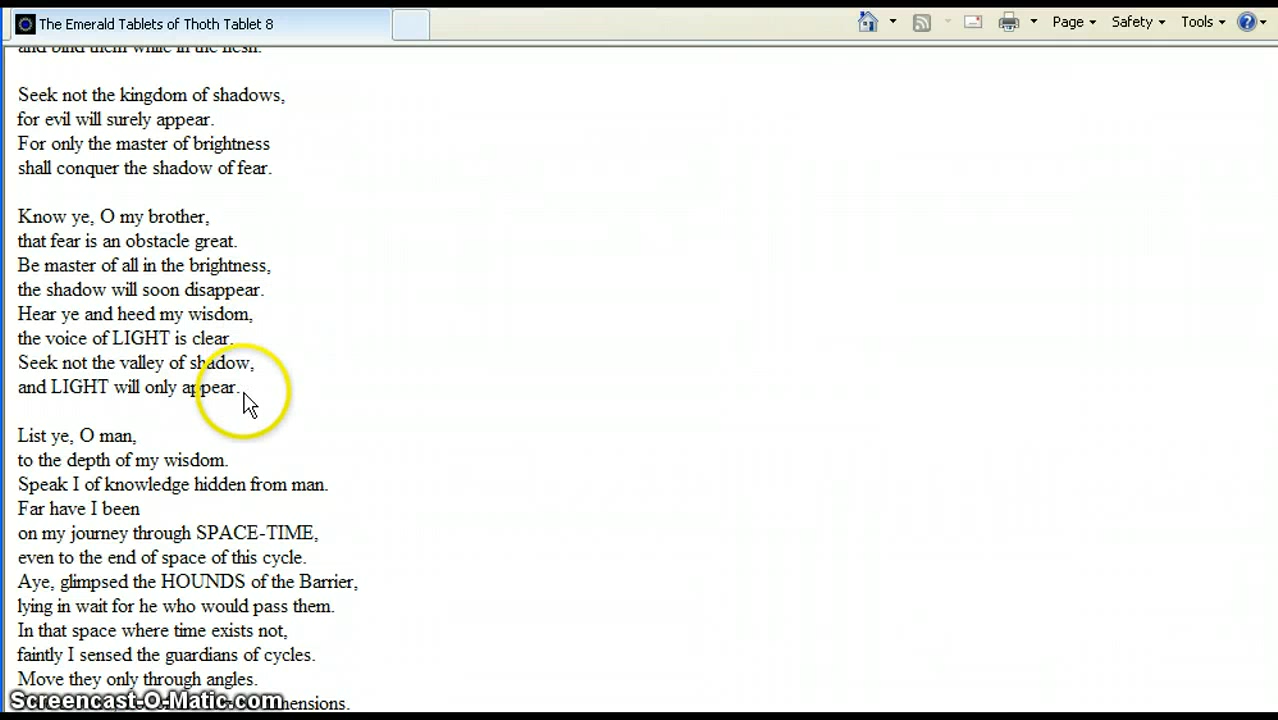 The Emerald Tablets of Thoth Tablet 8
Page
Safety
Tools
and bind them while in the flesh.
Seek not the kingdom of shadows,
for evil will surely appear.
For only the master of brightness
shall conquer the shadow of fear.
Know ye, O my brother,
that fear is an obstacle great.
Be master of all in the brightness,
the shadow will soon disappear.
Hear ye and heed my wisdom,
the voice of LIGHT is clear.
Seek not the valley of shadow,
and LIGHT will only appear.
List ye, O man,
to the depth of my wisdom.
Speak I of knowledge hidden from man.
Far have I been
on my journey through SPACE-TIME,
even to the end of space of this cycle.
Aye, glimpsed the HOUNDS of the Barrier,
lying in wait for he who would pass them.
In that space where time exists not,
faintly I sensed the guardians of cycles.
Move they only through angles.
Screencast-O-Matic.com